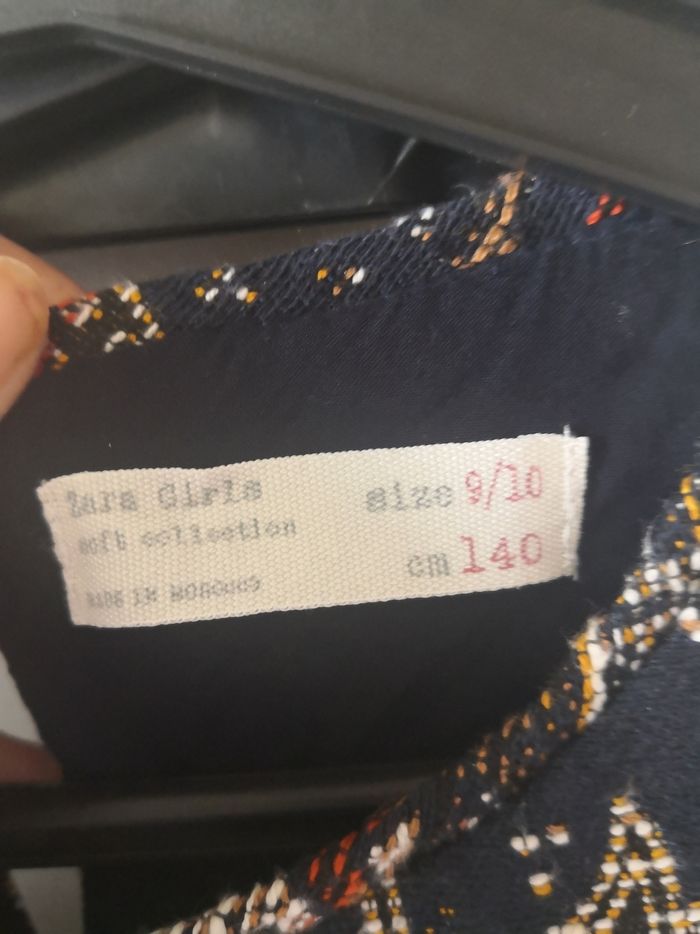 Zara Girls
soft collection
MADE IN MOROCCO
size 9/10
cm 140